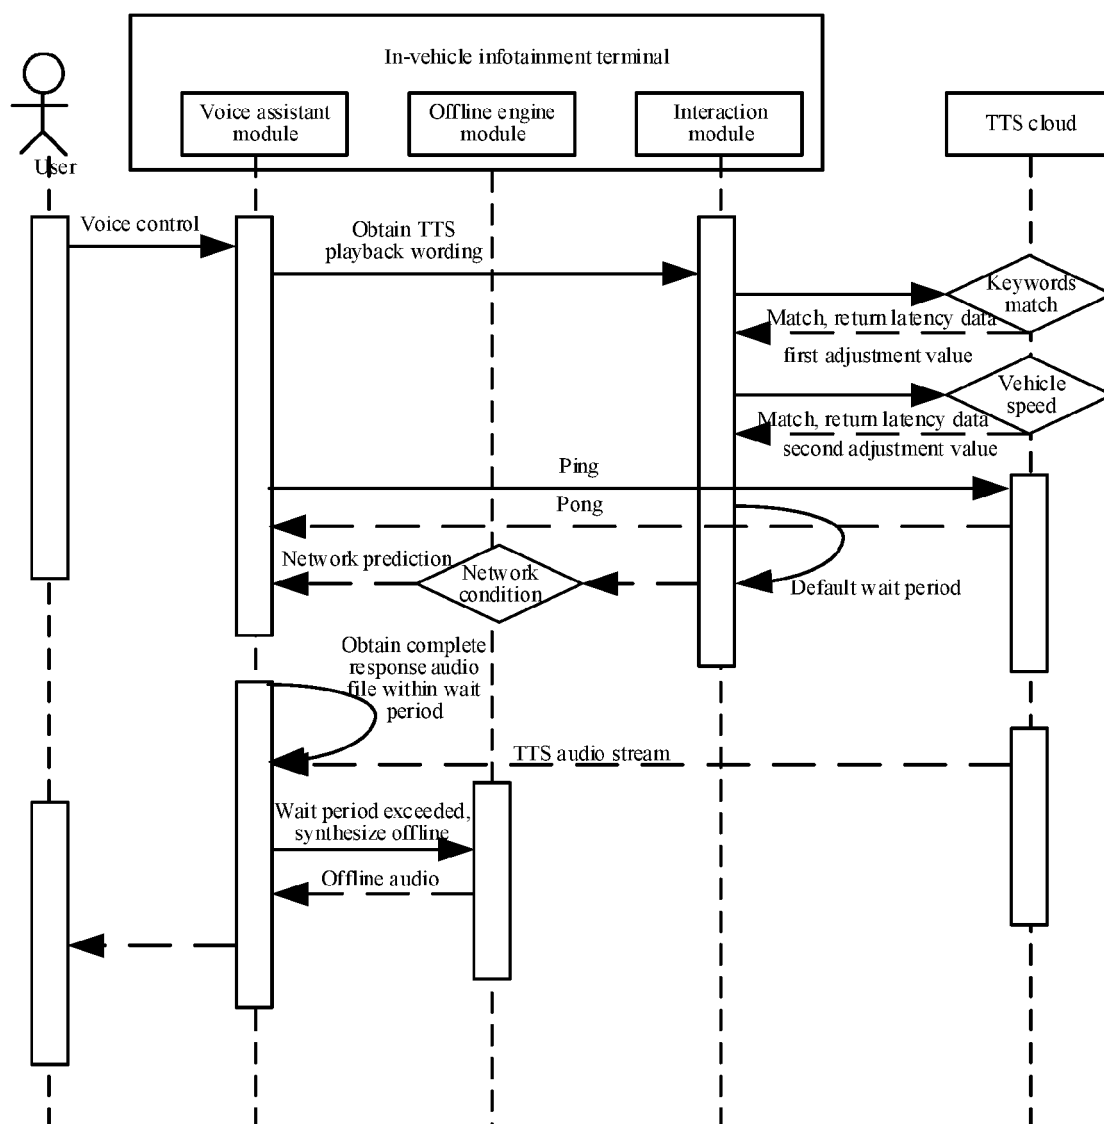 In-vehicle infotainment terminal
Voice assistant
module
Offline engine
module
Interaction
module
TTS cloud
User
Voice control
Obtain TTS
playback wording
Keywords
match
Match, return latency data
first adjustment value
Vehicle
speed
Match, return latency data
second adjustment value
Ping
Pong
Network prediction
Network
condition
Default wait period
Obtain complete
response audio
file within wait
period
TTS audio stream
Wait period exceeded,
synthesize offline
Offline audio